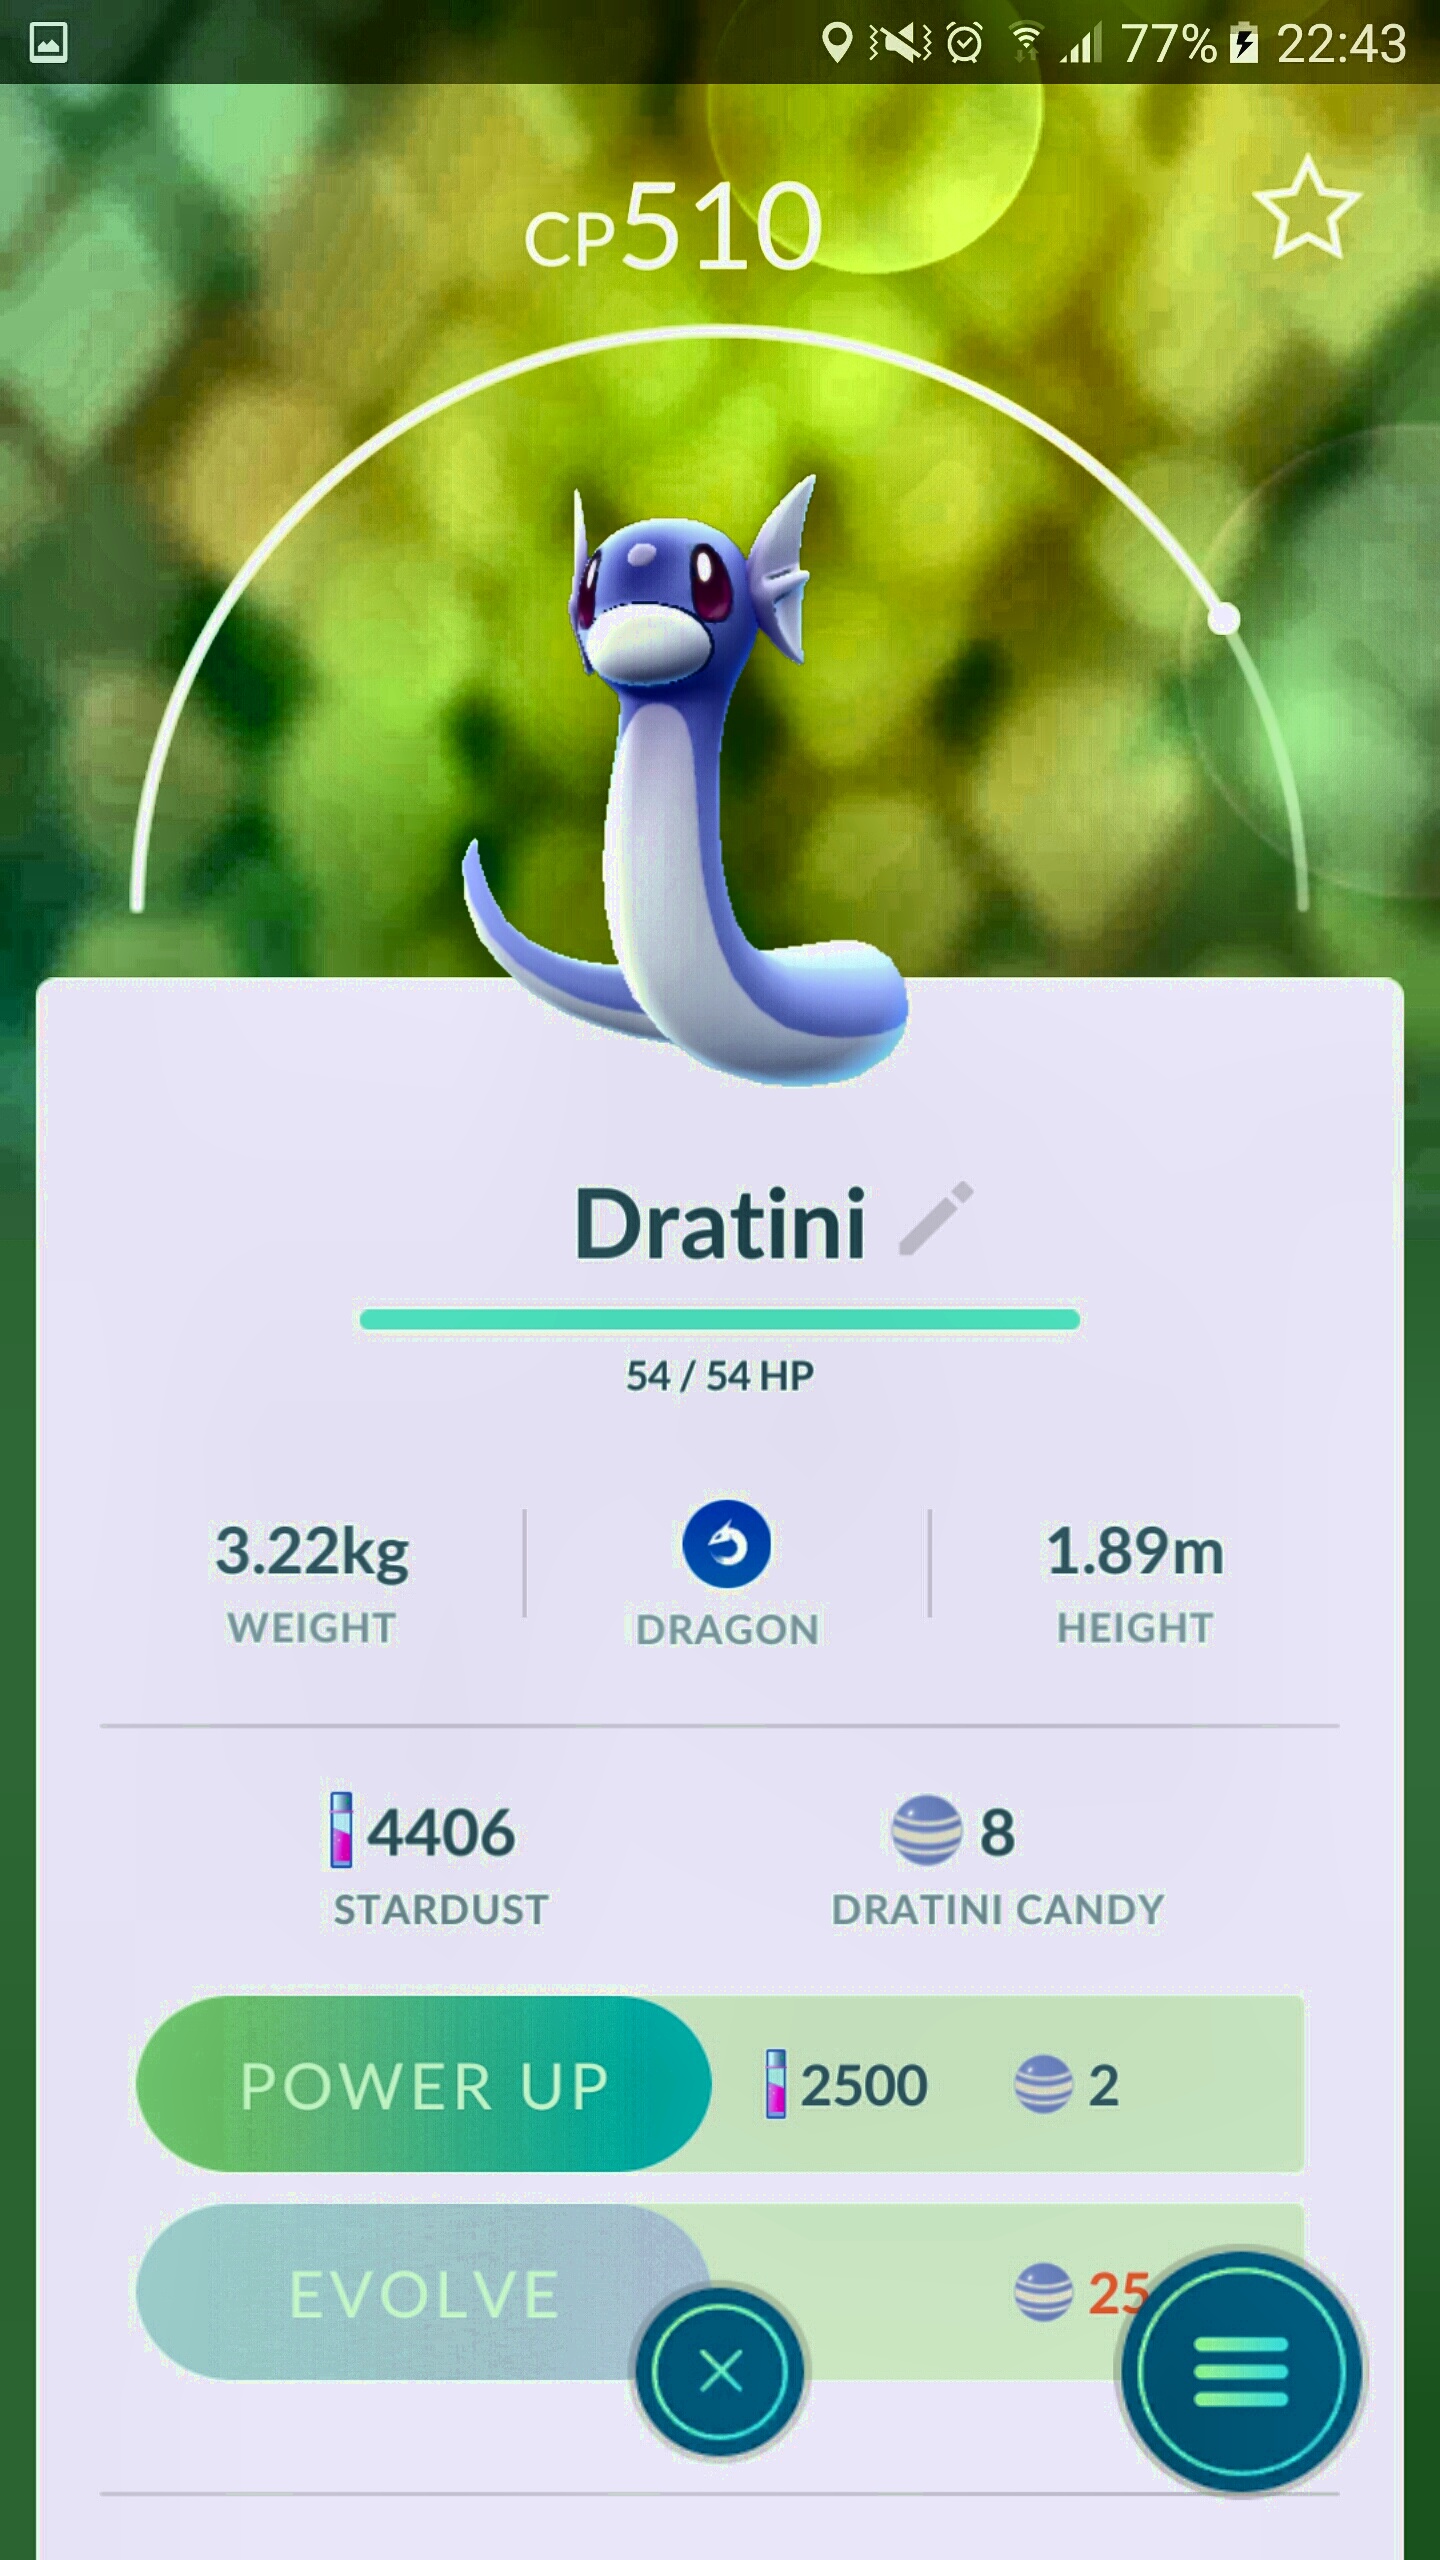 77% 22:43
CP510
Dratini
54 / 54 HP
3.22kg
WEIGHT
DRAGON
1.89m
HEIGHT
4406
STARDUST
8
DRATINI CANDY
POWER UP 2500 2
EVOLVE 25